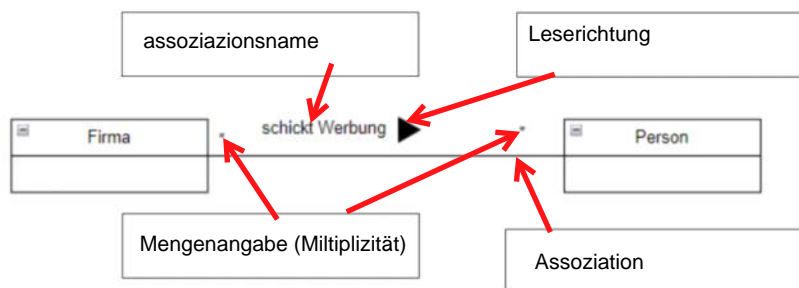 assoziazionsname
Leserichtung
Firma
*
schickt Werbung
*
Person
Mengenangabe (Miltiplizität)
Assoziation